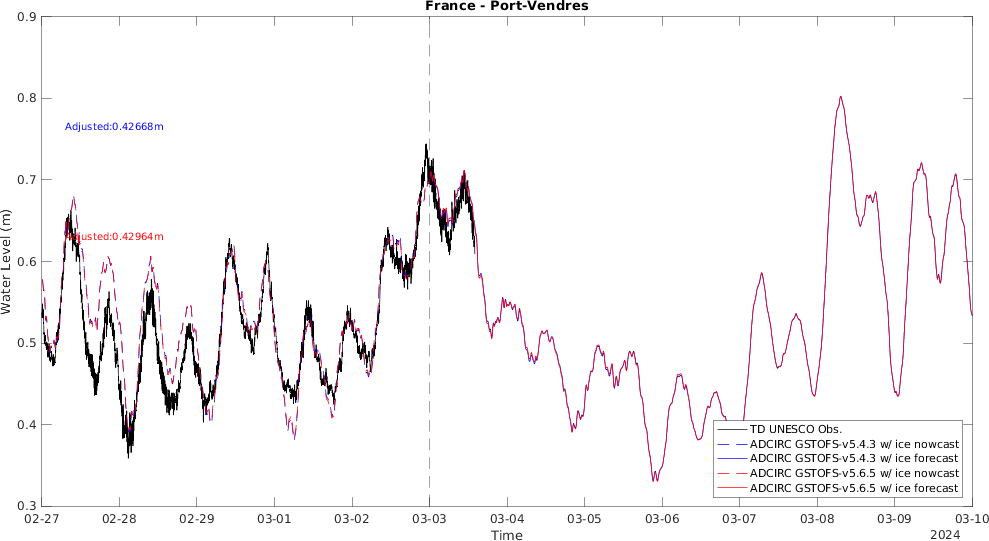 France - Port-Vendres
0.9
0.8
0.7
0.6
0.5
0.4
0.3
Water Level (m)
Adjusted:0.42668m
Adjusted:0.42964m
TD UNESCO Obs.
ADCIRC GSTOFS-v5.4.3 w/ ice nowcast
ADCIRC GSTOFS-v5.4.3 w/ ice forecast
ADCIRC GSTOFS-v5.6.5 w/ ice nowcast
ADCIRC GSTOFS-v5.6.5 w/ ice forecast
02-27 02-28 02-29 03-01 03-02 03-03 03-04 03-05 03-06 03-07 03-08 03-09 03-10
Time
2024